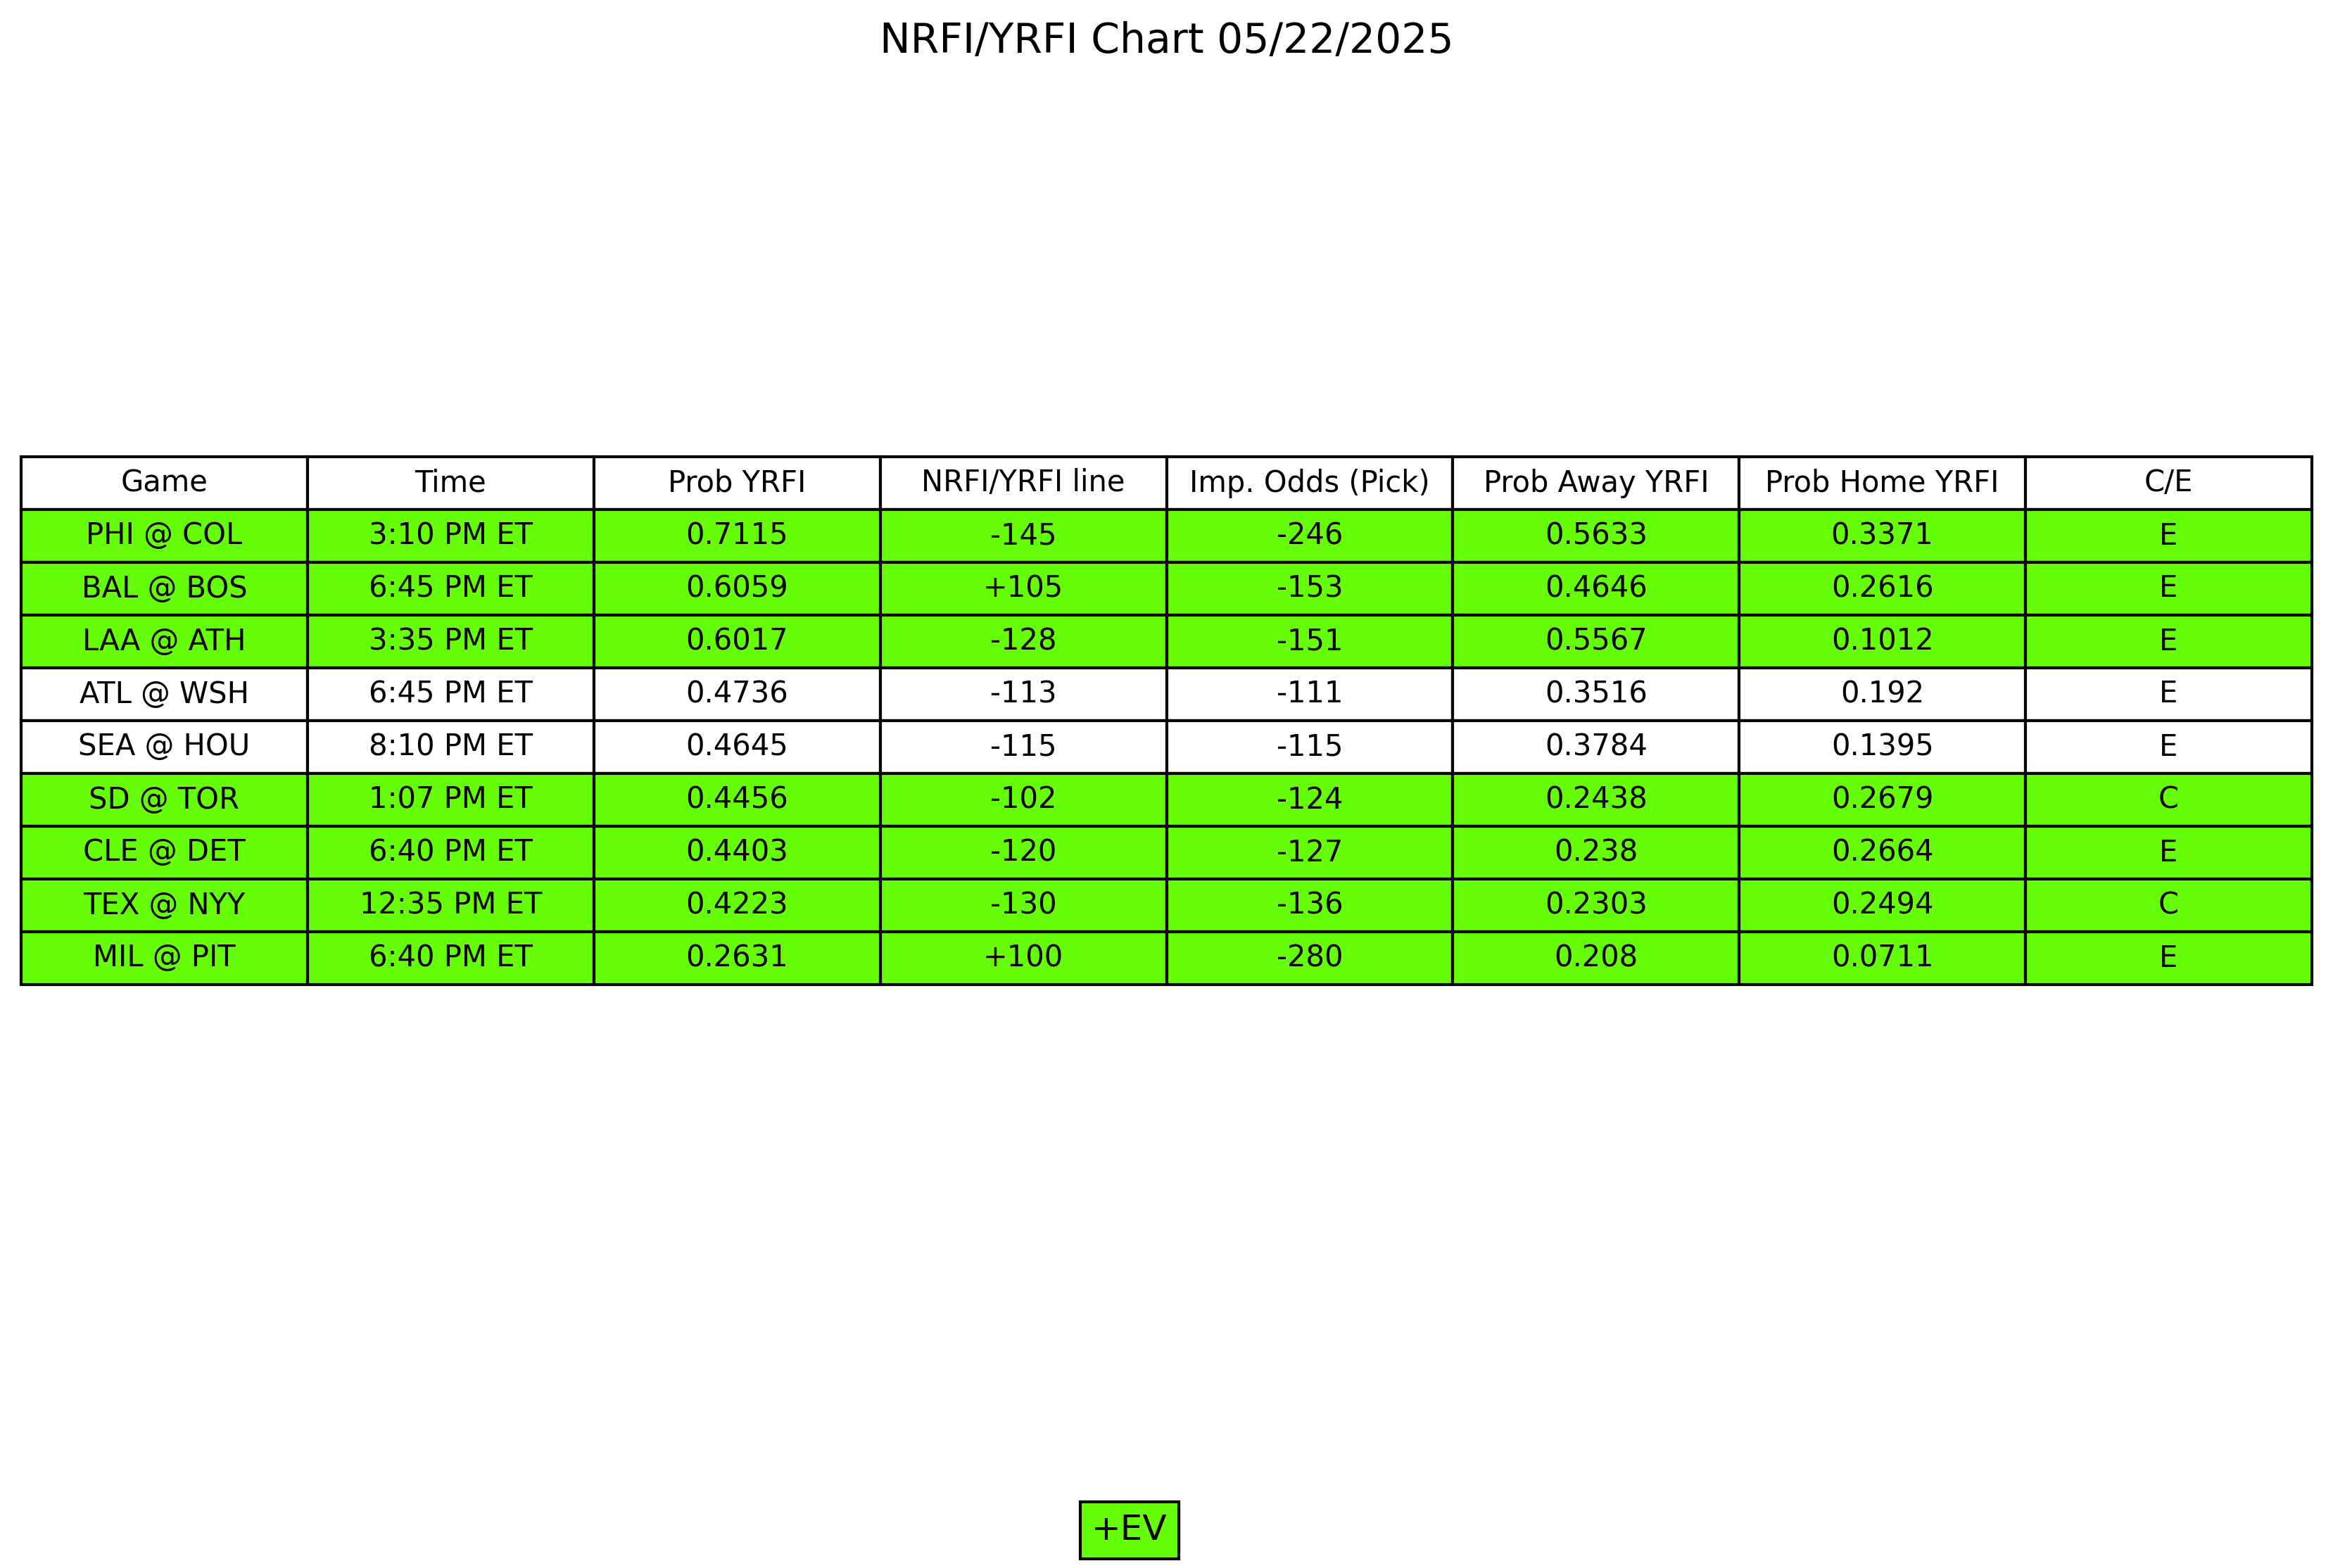 NRFI/YRFI Chart 05/22/2025
Game Time Prob YRFI NRFI/YRFI line Imp. Odds (Pick) Prob Away YRFI Prob Home YRFI C/E
PHI @ COL 3:10 PM ET 0.7115 -145 -246 0.5633 0.3371 E
BAL @ BOS 6:45 PM ET 0.6059 +105 -153 0.4646 0.2616 E
LAA @ ATH 3:35 PM ET 0.6017 -128 -151 0.5567 0.1012 E
ATL @ WSH 6:45 PM ET 0.4736 -113 -111 0.3516 0.192 E
SEA @ HOU 8:10 PM ET 0.4645 -115 -115 0.3784 0.1395 E
SD @ TOR 1:07 PM ET 0.4456 -102 -124 0.2438 0.2679 C
CLE @ DET 6:40 PM ET 0.4403 -120 -127 0.238 0.2664 E
TEX @ NYY 12:35 PM ET 0.4223 -130 -136 0.2303 0.2494 C
MIL @ PIT 6:40 PM ET 0.2631 +100 -280 0.208 0.0711 E
+EV